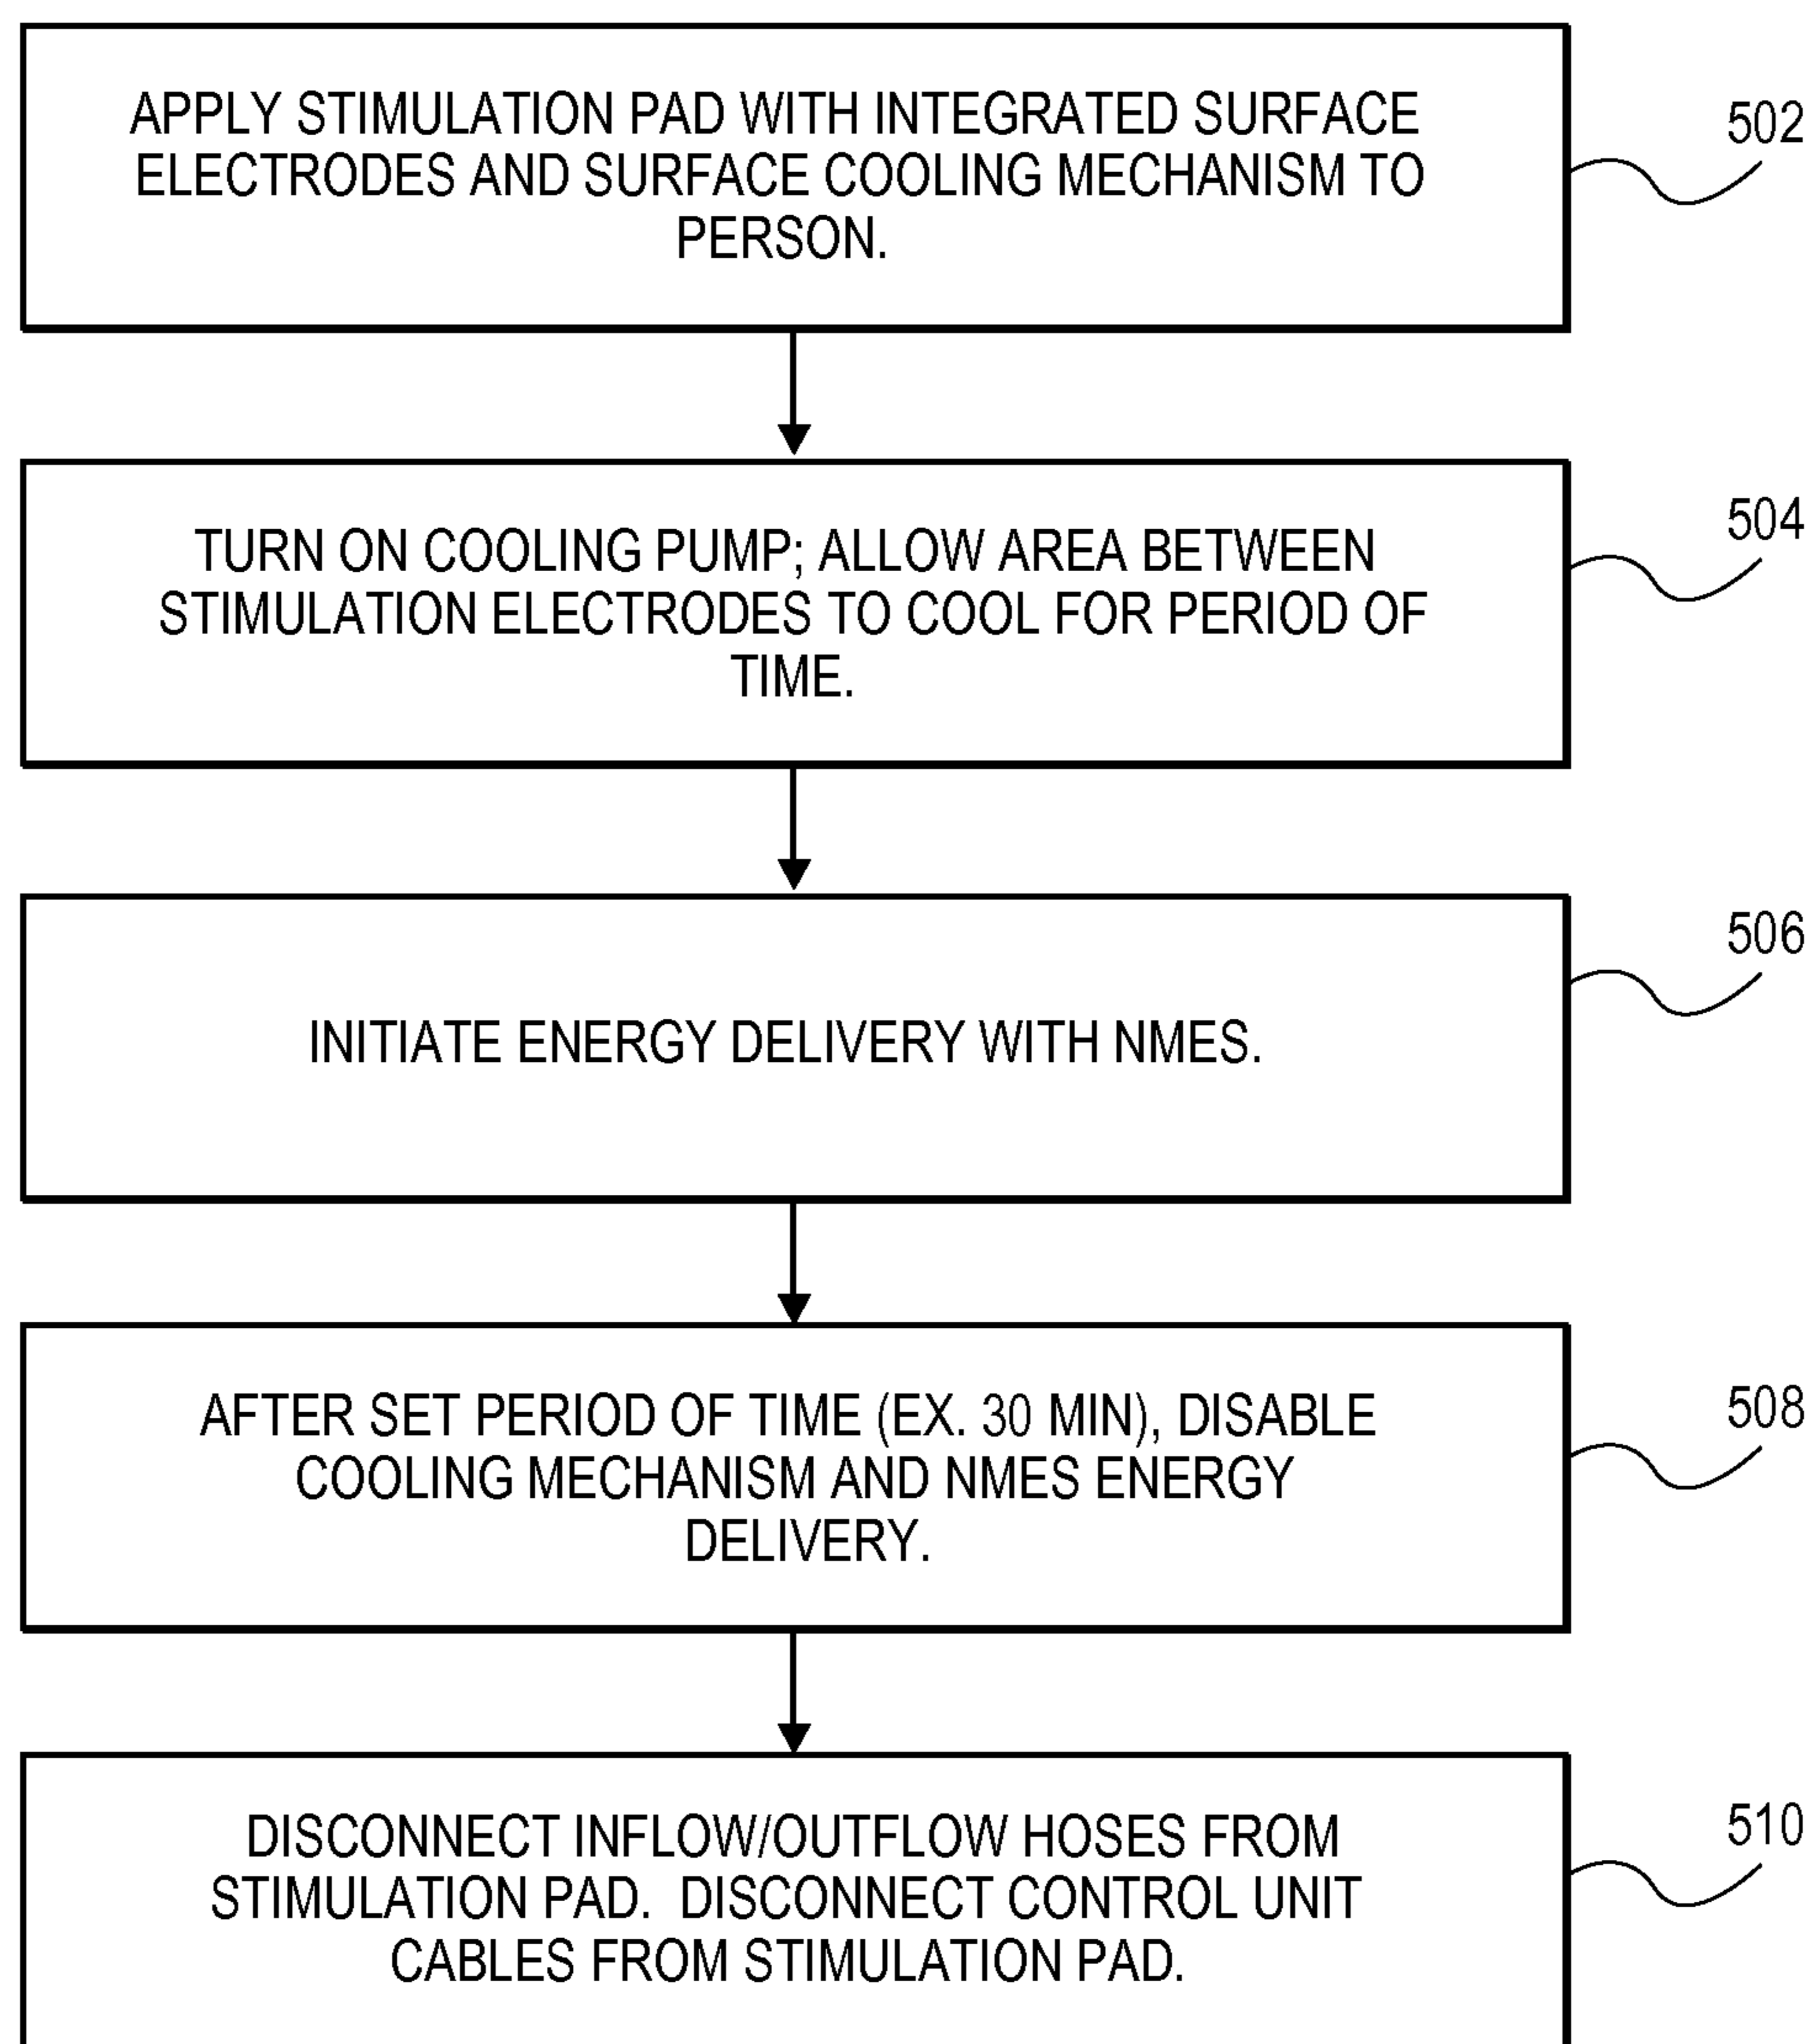 APPLY STIMULATION PAD WITH INTEGRATED SURFACE
ELECTRODES AND SURFACE COOLING MECHANISM TO
PERSON.
502
TURN ON COOLING PUMP; ALLOW AREA BETWEEN
STIMULATION ELECTRODES TO COOL FOR PERIOD OF
TIME.
504
INITIATE ENERGY DELIVERY WITH NMES.
506
AFTER SET PERIOD OF TIME (EX. 30 MIN), DISABLE
COOLING MECHANISM AND NMES ENERGY
DELIVERY.
508
DISCONNECT INFLOW/OUTFLOW HOSES FROM
STIMULATION PAD. DISCONNECT CONTROL UNIT
CABLES FROM STIMULATION PAD.
510